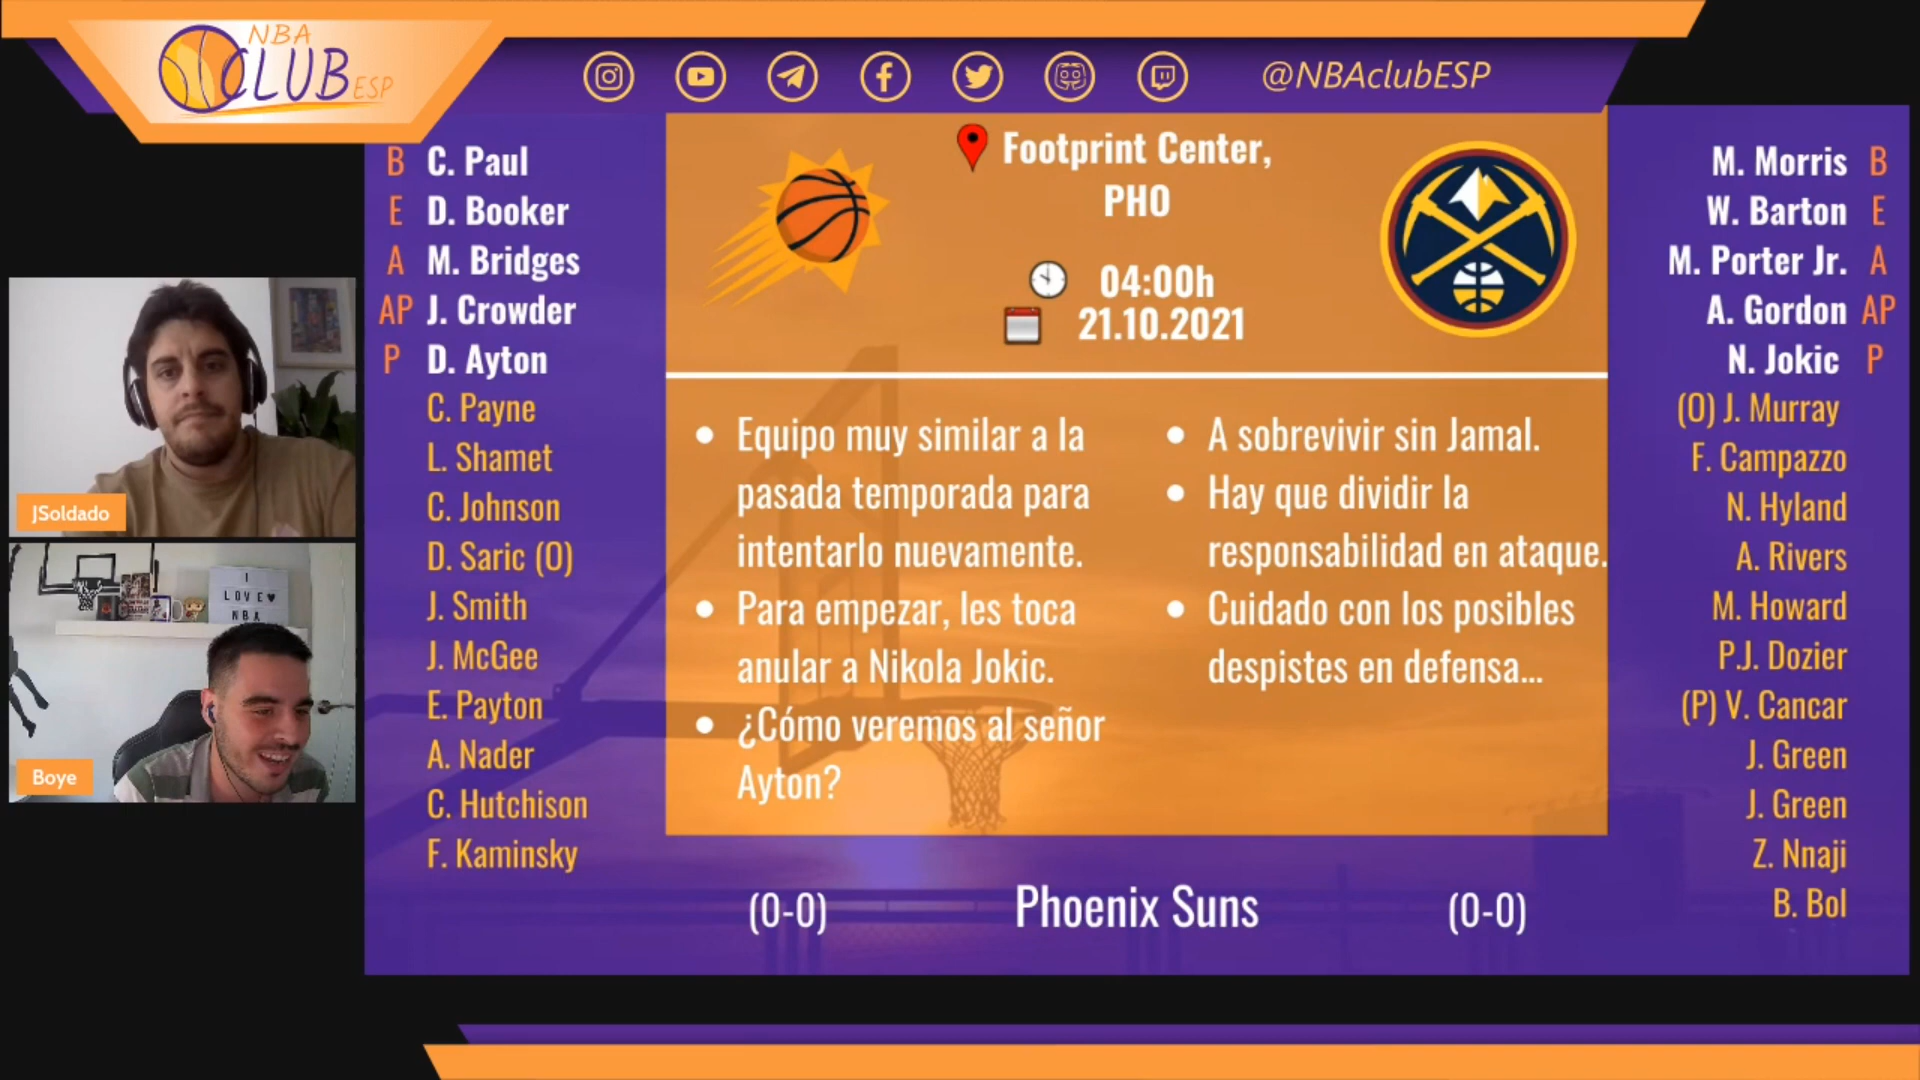 NBA
CLUB ESP
@NBAclubESP
B C. Paul
E D. Booker
A M. Bridges
AP J. Crowder
P D. Ayton
C. Payne
L. Shamet
C. Johnson
D. Saric (O)
J. Smith
J. McGee
E. Payton
A. Nader
C. Hutchison
F. Kaminsky
Footprint Center,
PHO
04:00h
21.10.2021
Equipo muy similar a la
pasada temporada para
intentarlo nuevamente.
Para empezar, les toca
anular a Nikola Jokic.
¿Cómo veremos al señor
Ayton?
A sobrevivir sin Jamal.
Hay que dividir la
responsabilidad en ataque.
Cuidado con los posibles
despistes en defensa...
(0-0) Phoenix Suns (0-0)
M. Morris B
W. Barton E
M. Porter Jr. A
A. Gordon AP
N. Jokic P
(O) J. Murray
F. Campazzo
N. Hyland
A. Rivers
M. Howard
P.J. Dozier
(P) V. Cancar
J. Green
J. Green
Z. Nnaji
B. Bol
JSoldado
I
LOVE♥
NBA
Boye